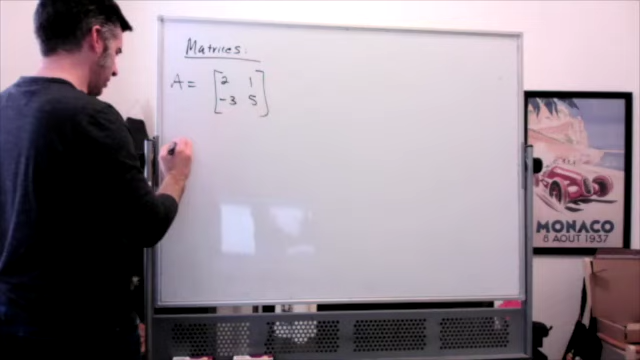 Matrices:
A = [2 1
-3 5]
MONACO
8 AOUT 1937